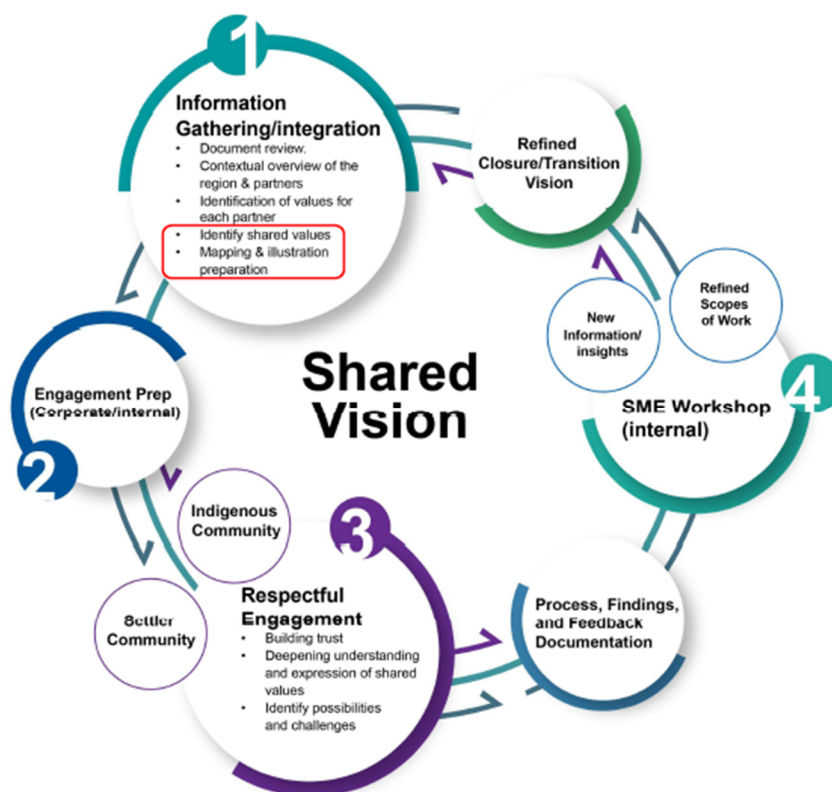 1
Information
Gathering/integration
• Document review.
• Contextual overview of the
region & partners
• Identification of values for
each partner
• Identify shared values
• Mapping & illustration
preparation
Refined
Closure/Transition
Vision
New
Information/
insights
Refined
Scopes
of Work
4
SME Workshop
(internal)
Shared
Vision
Engagement Prep
(Corporate/internal)
2
Indigenous
Community
Settler
Community
3
Respectful
Engagement
• Building trust
• Deepening understanding
and expression of shared
values
• Identify possibilities
and challenges
Process, Findings,
and Feedback
Documentation